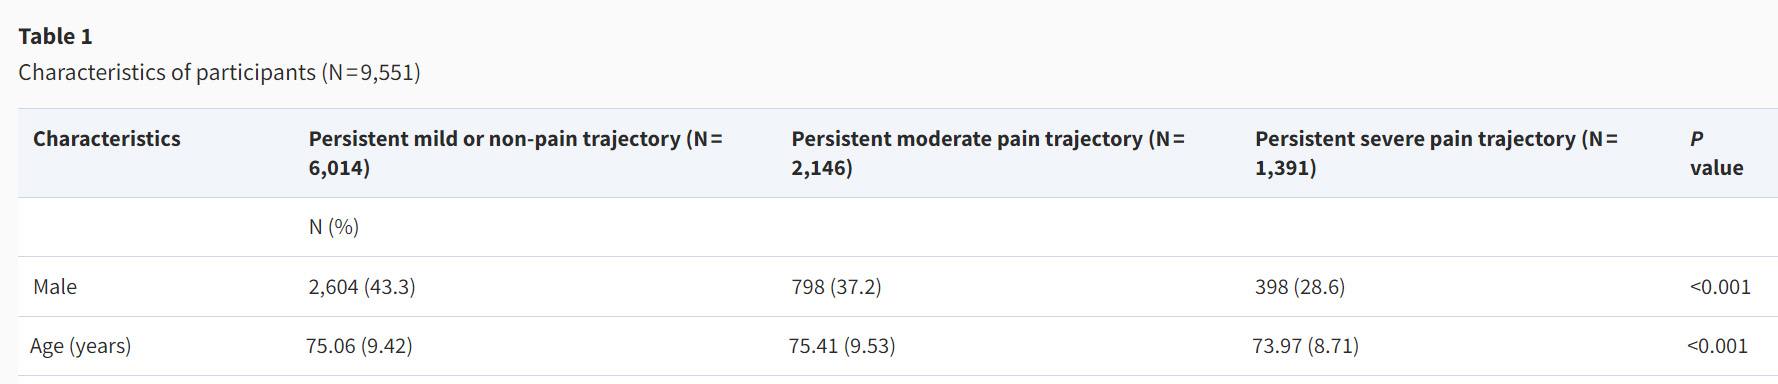 Table 1
Characteristics of participants (N=9,551)
Characteristics Persistent mild or non-pain trajectory (N= Persistent moderate pain trajectory (N= Persistent severe pain trajectory (N= P
6,014) 2,146) 1,391) value
N (%)
Male 2,604 (43.3) 798 (37.2) 398 (28.6) <0.001
Age (years) 75.06 (9.42) 75.41 (9.53) 73.97 (8.71) <0.001